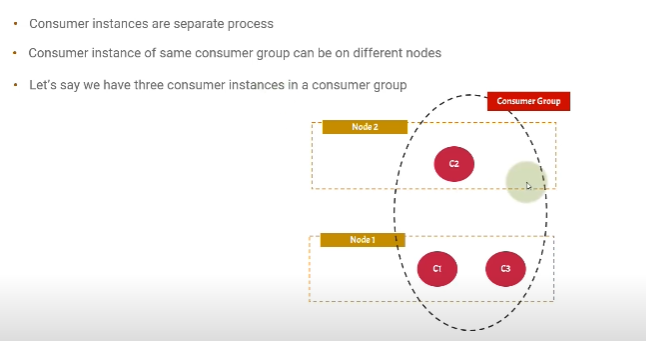 • Consumer instances are separate process
• Consumer instance of same consumer group can be on different nodes
• Let's say we have three consumer instances in a consumer group
Consumer Group
Node 2
C2
Node 1
C1
C3